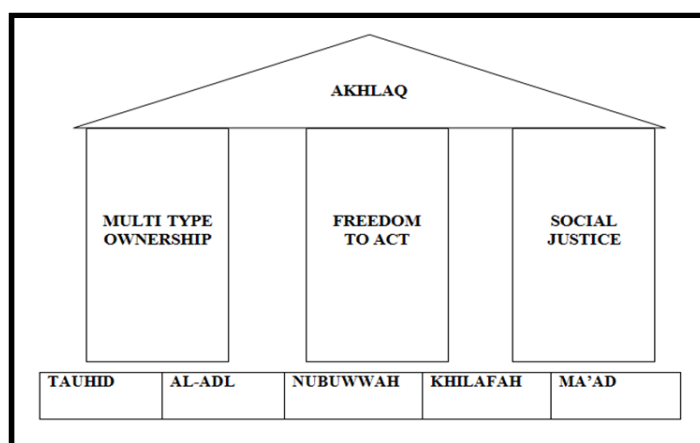 AKHLAQ
MULTI TYPE
OWNERSHIP
FREEDOM
TO ACT
SOCIAL
JUSTICE
TAUHID
AL-ADL
NUBUWWAH
KHILAFAH
MA’AD